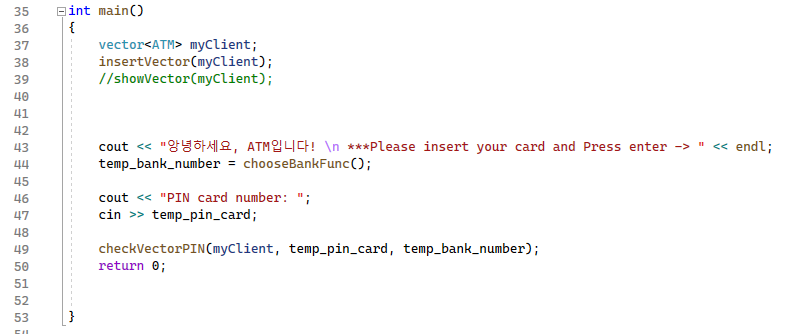 35 int main()
36 {
37 vector<ATM> myClient;
38 insertVector(myClient);
39 //showVector(myClient);
40
41
42
43 cout << "안녕하세요, ATM입니다! \n ***Please insert your card and Press enter -> " << endl;
44 temp_bank_number = chooseBankFunc();
45
46 cout << "PIN card number: ";
47 cin >> temp_pin_card;
48
49 checkVectorPIN(myClient, temp_pin_card, temp_bank_number);
50 return 0;
51
52
53 }